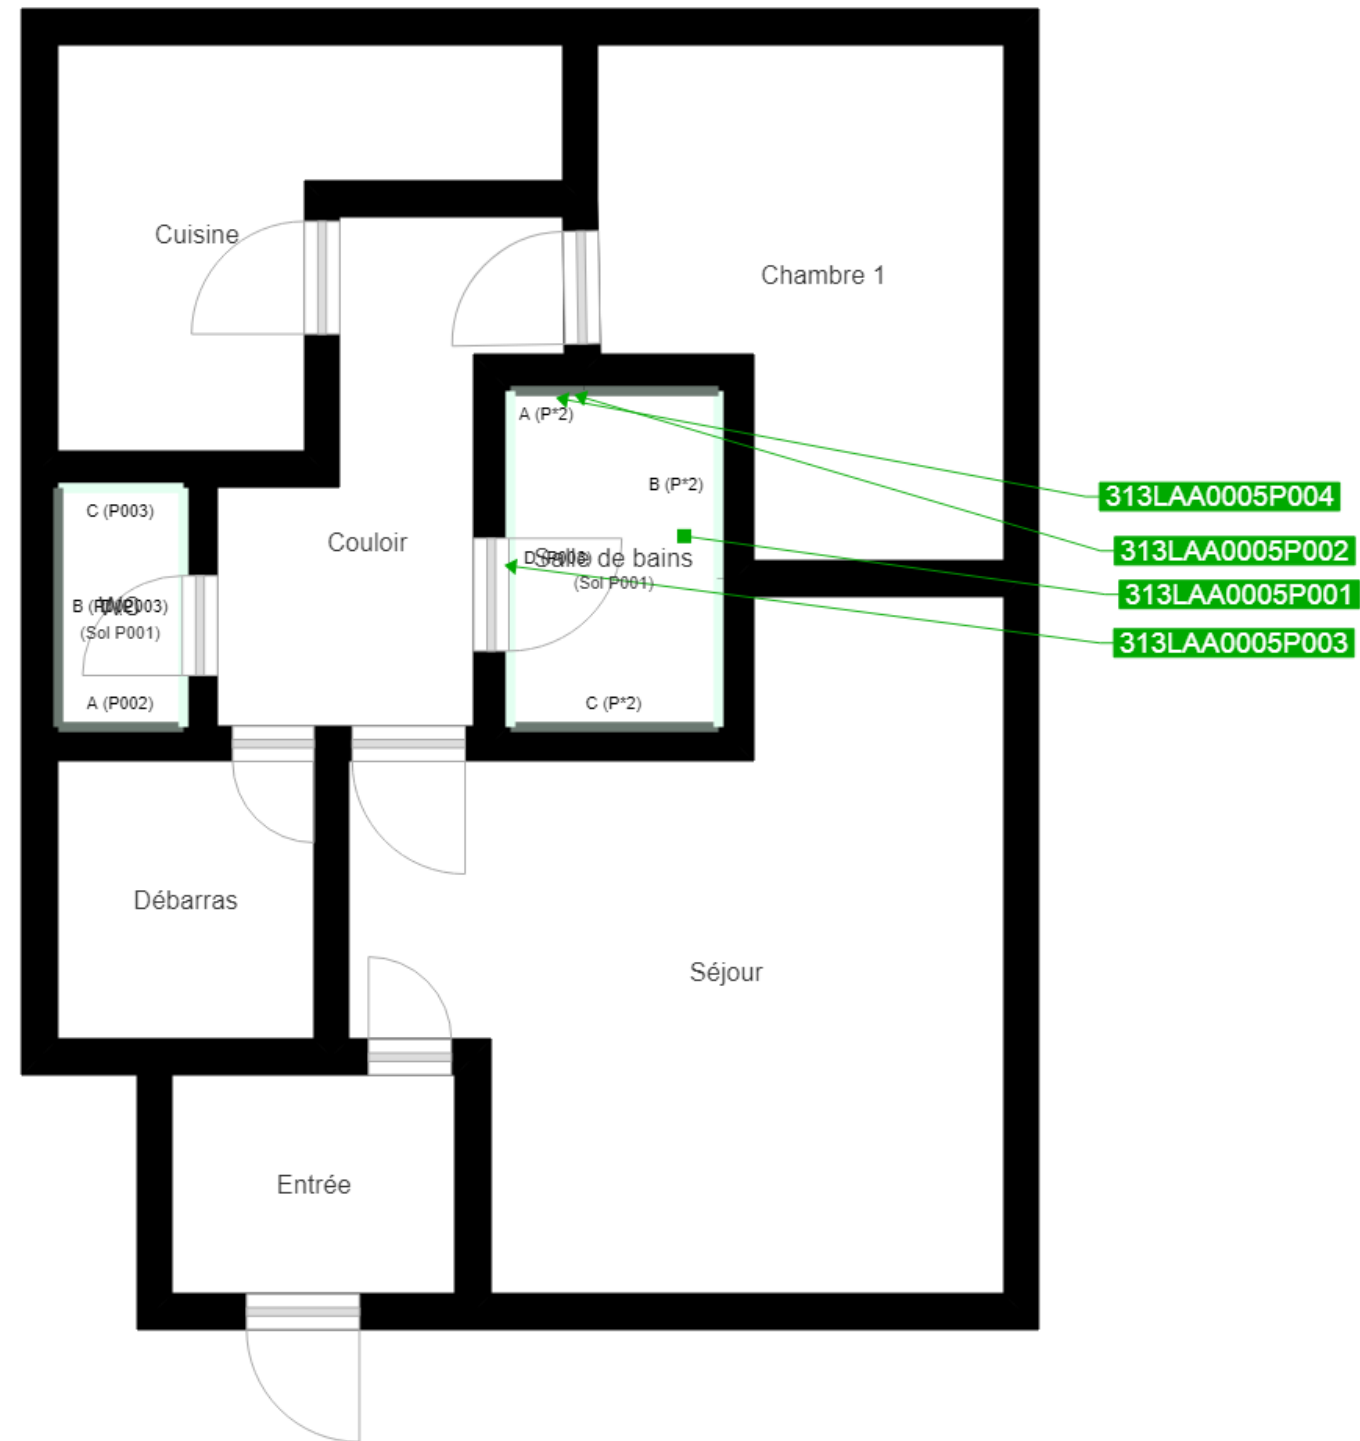 Cuisine
Chambre 1
A (P*2)
B (P*2)
313LAA0005P004
C (P003)
Couloir
313LAA0005P002
Salle de bains
(Sol P001)
313LAA0005P001
WC
(Sol P001)
313LAA0005P003
A (P002)
C (P*2)
Débarras
Séjour
Entrée